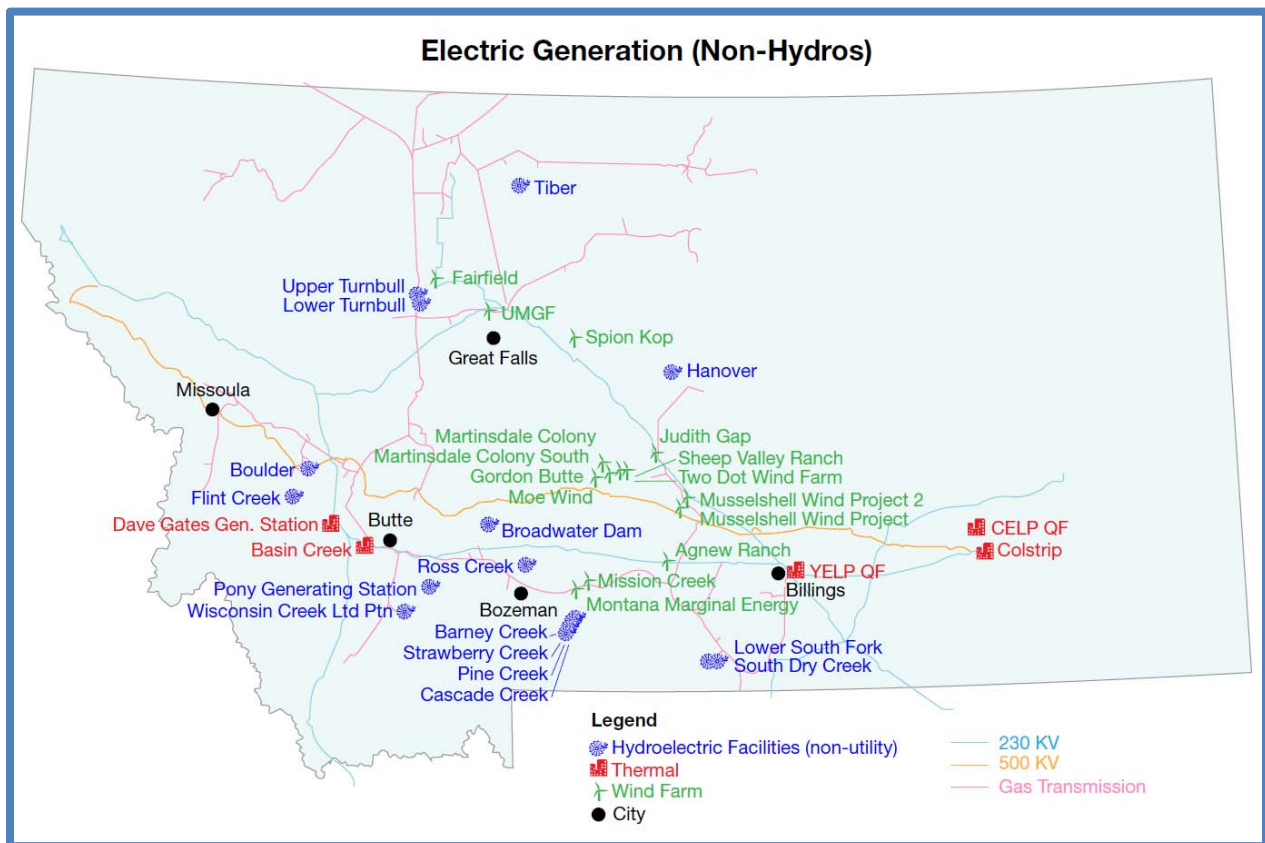 Electric Generation (Non-Hydros)
Tiber
Fairfield
Upper Turnbull
Lower Turnbull
UMGF
Great Falls
Spion Kop
Hanover
Missoula
Martinsdale Colony
Judith Gap
Martinsdale Colony South
Sheep Valley Ranch
Gordon Butte
Two Dot Wind Farm
Moe Wind
Musselshell Wind Project 2
Musselshell Wind Project
Boulder
Flint Creek
Dave Gates Gen. Station
Butte
Broadwater Dam
CELP QF
Colstrip
Basin Creek
Agnew Ranch
Ross Creek
YELP QF
Billings
Mission Creek
Pony Generating Station
Montana Marginal Energy
Wisconsin Creek Ltd Ptn
Bozeman
Barney Creek
Strawberry Creek
Pine Creek
Cascade Creek
Lower South Fork
South Dry Creek
Legend
Hydroelectric Facilities (non-utility)
Thermal
Wind Farm
City
230 KV
500 KV
Gas Transmission